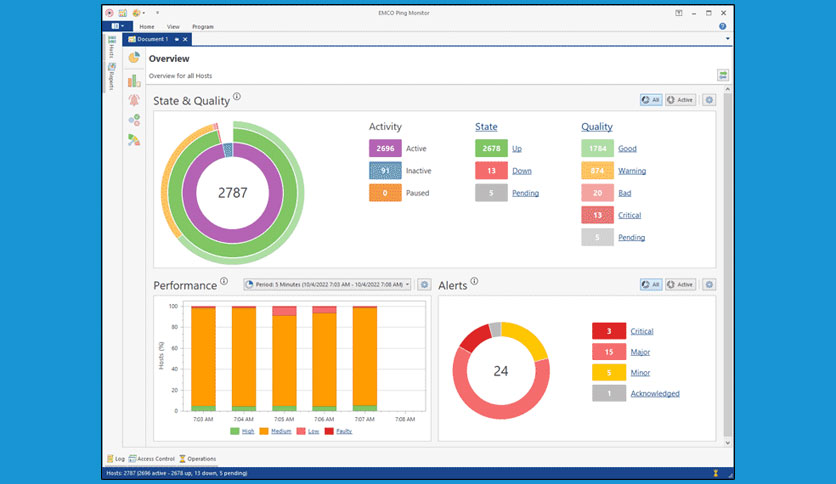 EMCO Ping Monitor
Home View Program
Document 1
Hosts
Reports
Overview
Overview for all Hosts
State & Quality
All Active
2787
Activity
2696 Active
91 Inactive
0 Paused
State
2678 Up
13 Down
5 Pending
Quality
1784 Good
874 Warning
20 Bad
13 Critical
5 Pending
Performance
Period: 5 Minutes (10/4/2022 7:03 AM - 10/4/2022 7:08 AM)
Hosts (%)
100
80
60
40
20
0
7:03 AM 7:04 AM 7:05 AM 7:06 AM 7:07 AM 7:08 AM
High Medium Low Faulty
Alerts
All Active
24
3 Critical
15 Major
5 Minor
1 Acknowledged
Log Access Control Operations
Hosts: 2787 (2696 active - 2678 up, 13 down, 5 pending)